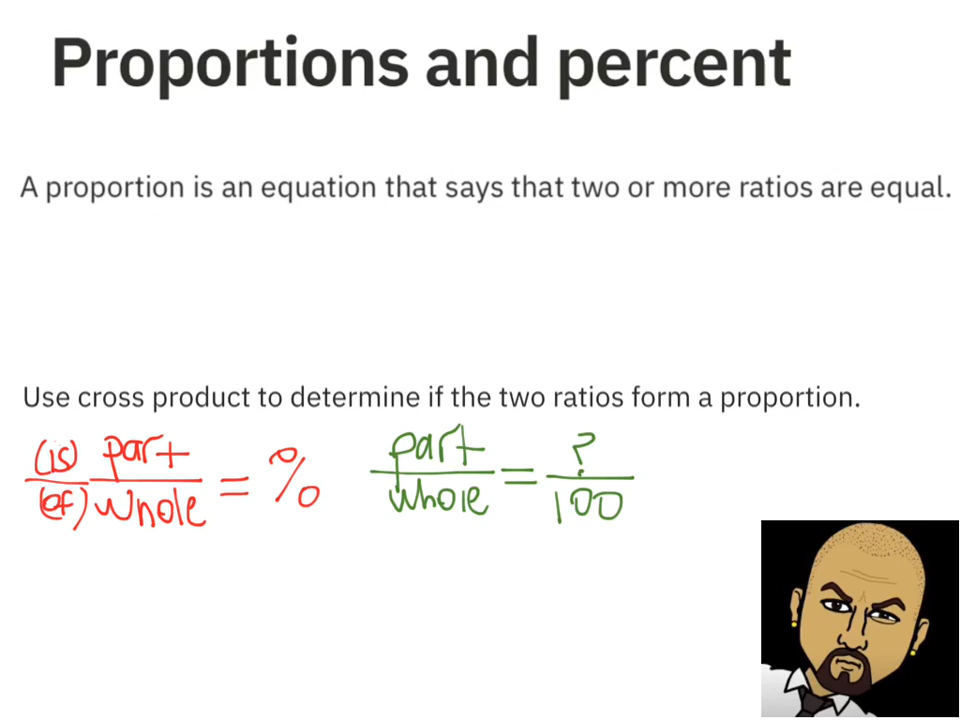 Proportions and percent
A proportion is an equation that says that two or more ratios are equal.
Use cross product to determine if the two ratios form a proportion.
(is) part / (of) whole = % part / whole = ? / 100